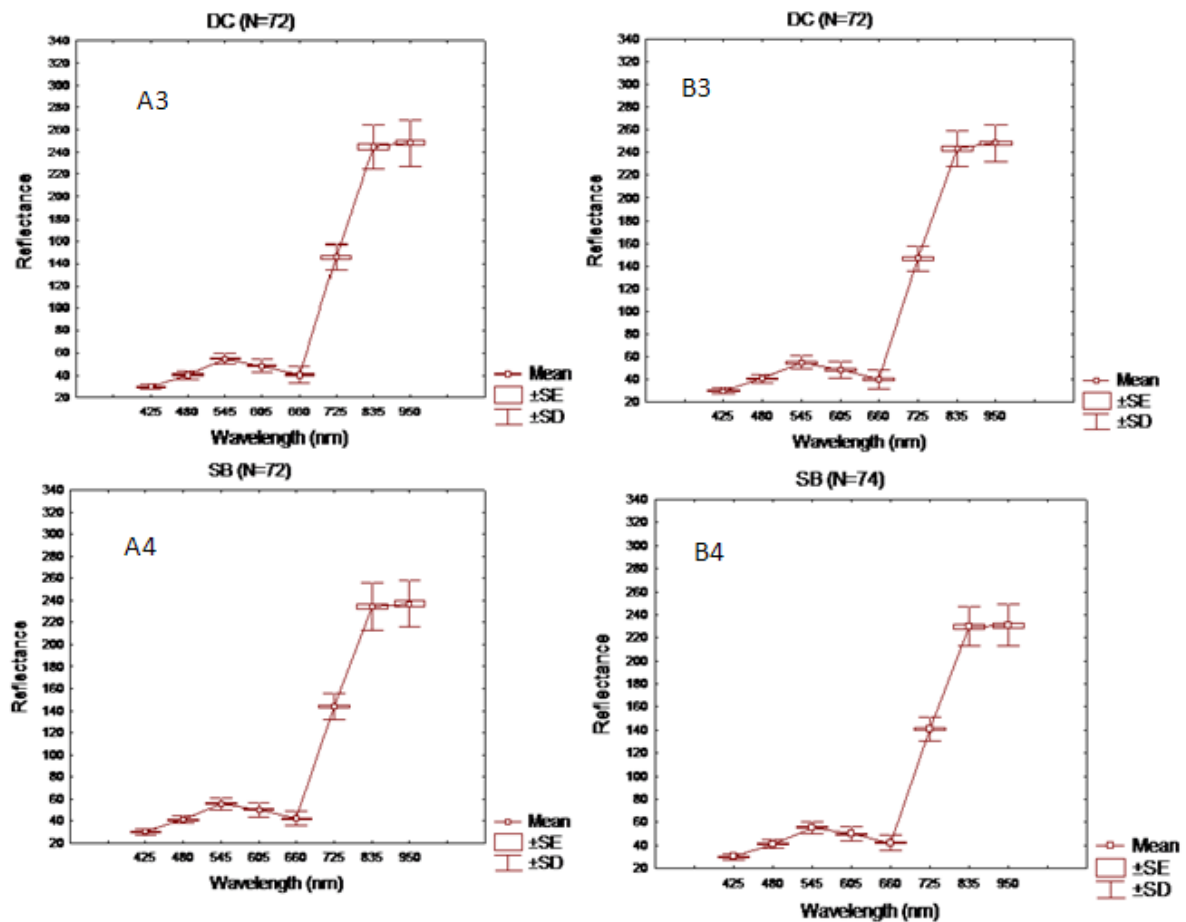 DC (N=72)
340
320
300
280
260
240
220
200
180
160
140
120
100
80
60
40
20
Reflectance
A3
425 480 545 605 660 725 835 950
Wavelength (nm)
Mean
±SE
±SD
DC (N=72)
340
320
300
280
260
240
220
200
180
160
140
120
100
80
60
40
20
Reflectance
B3
425 480 545 605 660 725 835 950
Wavelength (nm)
Mean
±SE
±SD
SB (N=72)
340
320
300
280
260
240
220
200
180
160
140
120
100
80
60
40
20
Reflectance
A4
425 480 545 605 660 725 835 950
Wavelength (nm)
Mean
±SE
±SD
SB (N=74)
340
320
300
280
260
240
220
200
180
160
140
120
100
80
60
40
20
Reflectance
B4
425 480 545 605 660 725 835 950
Wavelength (nm)
Mean
±SE
±SD